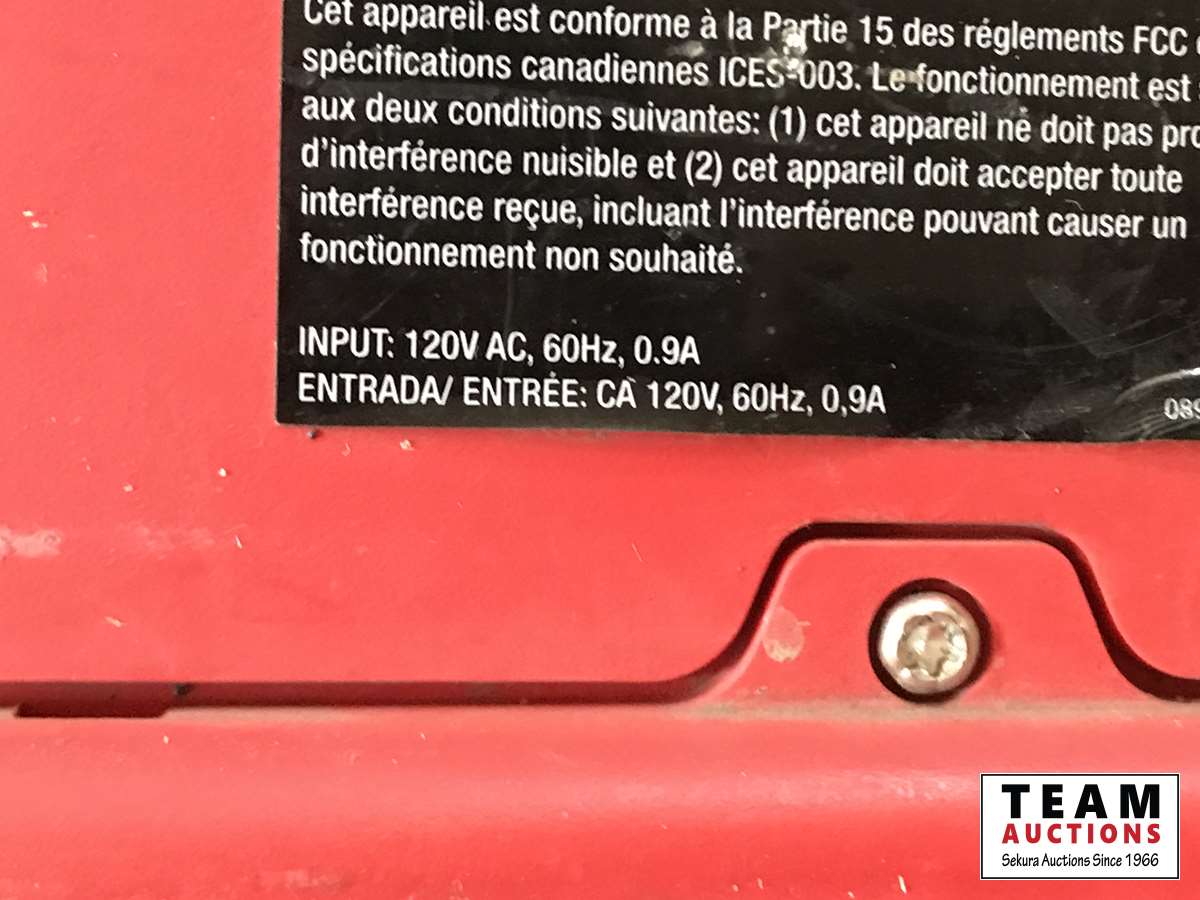 Cet appareil est conforme à la Partie 15 des réglements FCC
spécifications canadiennes ICES-003. Le fonctionnement est
aux deux conditions suivantes: (1) cet appareil ne doit pas pro
d'interférence nuisible et (2) cet appareil doit accepter toute
interférence reçue, incluant l'interférence pouvant causer un
fonctionnement non souhaité.
INPUT: 120V AC, 60Hz, 0.9A
ENTRADA/ ENTRÉE: CA 120V, 60Hz, 0,9A
089
TEAM
AUCTIONS
Sekura Auctions Since 1966